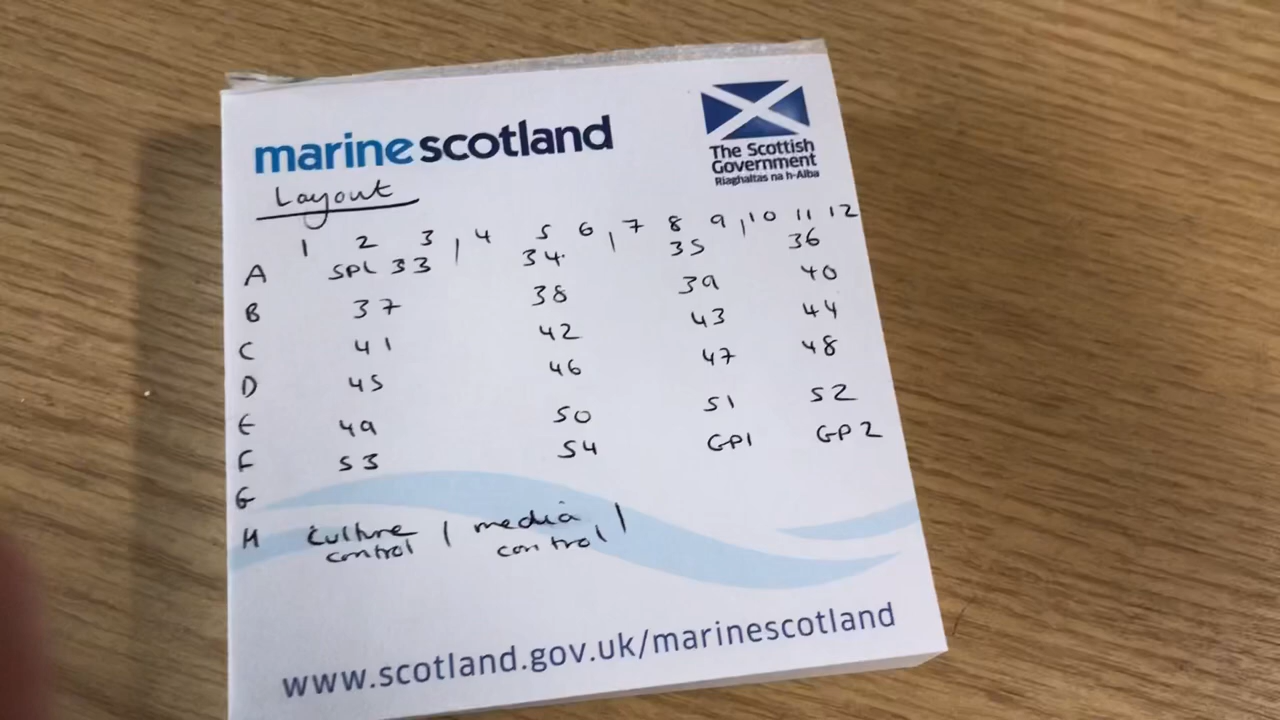 marinescotland
The Scottish
Government
Riaghaltas na h-Alba
Layout
1 2 3 | 4 5 6 | 7 8 9 | 10 11 12
A SPL 33 34 35 36
B 37 38 39 40
C 41 42 43 44
D 45 46 47 48
E 49 50 51 52
F 53 54 GP1 GP2
G
H culture control | media control |
www.scotland.gov.uk/marinescotland